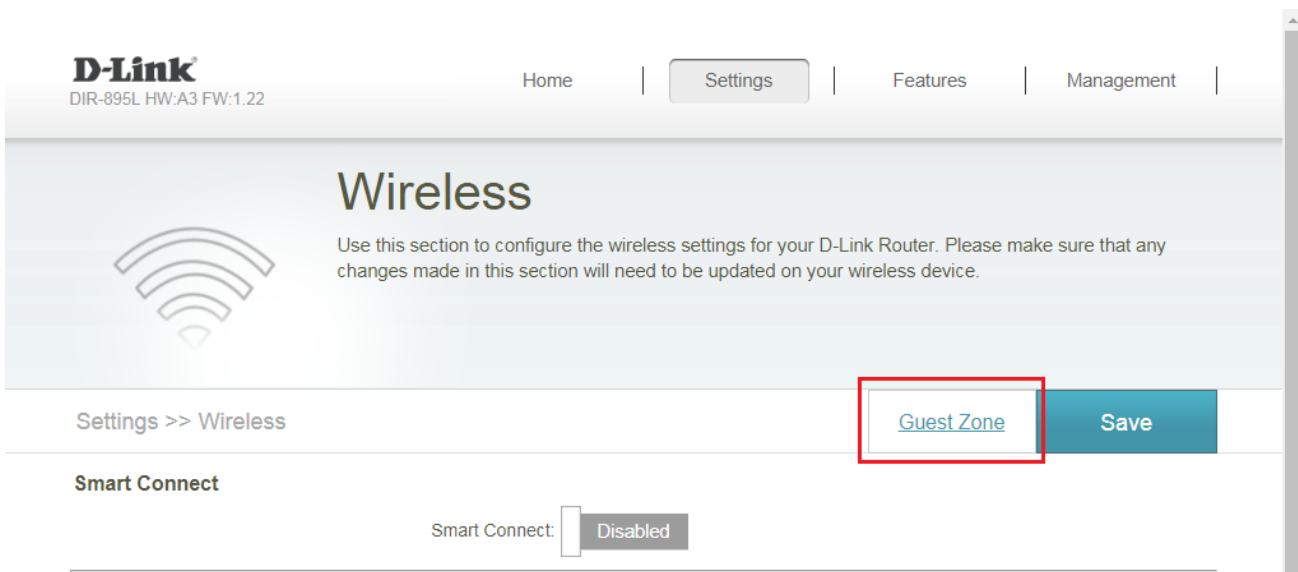 D-Link
DIR-895L HW:A3 FW:1.22
Home
Settings
Features
Management
Wireless
Use this section to configure the wireless settings for your D-Link Router. Please make sure that any
changes made in this section will need to be updated on your wireless device.
Settings >> Wireless
Guest Zone
Save
Smart Connect
Smart Connect: Disabled